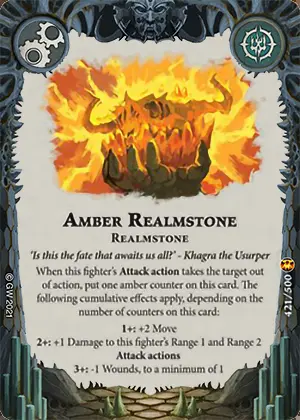 AMBER REALMSTONE
REALMSTONE
'Is this the fate that awaits us all?' - Khagra the Usurper
When this fighter's Attack action takes the target out
of action, put one amber counter on this card. The
following cumulative effects apply, depending on the
number of counters on this card:
1+: +2 Move
2+: +1 Damage to this fighter's Range 1 and Range 2
Attack actions
3+: -1 Wounds, to a minimum of 1
© GW 2021
421/500